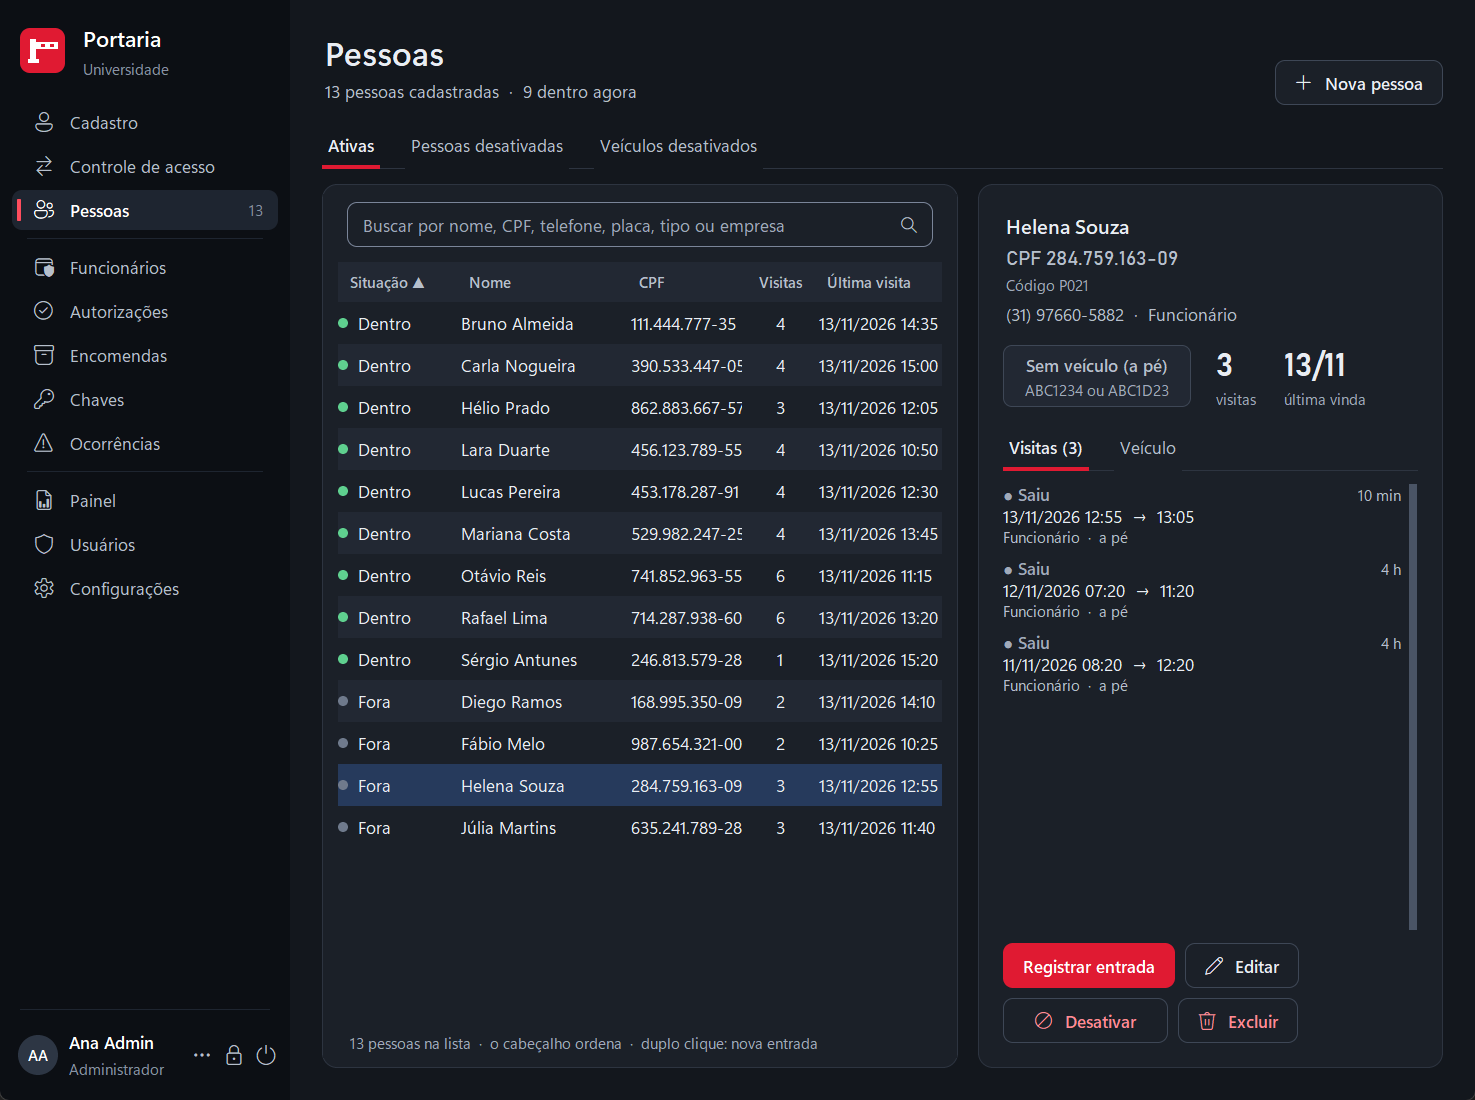 Portaria
Universidade
Cadastro
Controle de acesso
Pessoas 13
Funcionários
Autorizações
Encomendas
Chaves
Ocorrências
Painel
Usuários
Configurações
AA
Ana Admin
Administrador
Pessoas
13 pessoas cadastradas · 9 dentro agora
Nova pessoa
Ativas Pessoas desativadas Veículos desativados
Buscar por nome, CPF, telefone, placa, tipo ou empresa
Situação ▲ Nome CPF Visitas Última visita
Dentro Bruno Almeida 111.444.777-35 4 13/11/2026 14:35
Dentro Carla Nogueira 390.533.447-05 4 13/11/2026 15:00
Dentro Hélio Prado 862.883.667-57 3 13/11/2026 12:05
Dentro Lara Duarte 456.123.789-55 4 13/11/2026 10:50
Dentro Lucas Pereira 453.178.287-91 4 13/11/2026 12:30
Dentro Mariana Costa 529.982.247-25 4 13/11/2026 13:45
Dentro Otávio Reis 741.852.963-55 6 13/11/2026 11:15
Dentro Rafael Lima 714.287.938-60 6 13/11/2026 13:20
Dentro Sérgio Antunes 246.813.579-28 1 13/11/2026 15:20
Fora Diego Ramos 168.995.350-09 2 13/11/2026 14:10
Fora Fábio Melo 987.654.321-00 2 13/11/2026 10:25
Fora Helena Souza 284.759.163-09 3 13/11/2026 12:55
Fora Júlia Martins 635.241.789-28 3 13/11/2026 11:40
13 pessoas na lista · o cabeçalho ordena · duplo clique: nova entrada
Helena Souza
CPF 284.759.163-09
Código P021
(31) 97660-5882 · Funcionário
Sem veículo (a pé)
ABC1234 ou ABC1D23
3
visitas
13/11
última vinda
Visitas (3) Veículo
● Saiu 10 min
13/11/2026 12:55 → 13:05
Funcionário · a pé
● Saiu 4 h
12/11/2026 07:20 → 11:20
Funcionário · a pé
● Saiu 4 h
11/11/2026 08:20 → 12:20
Funcionário · a pé
Registrar entrada
Editar
Desativar
Excluir